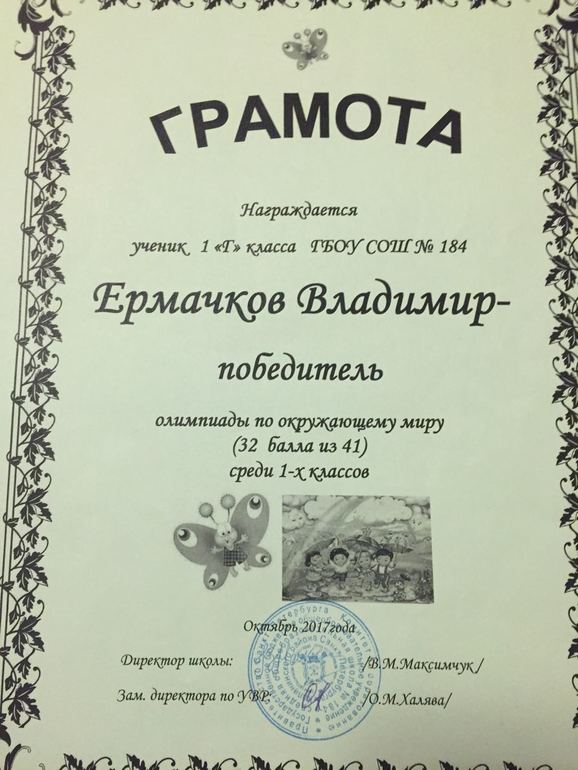 ГРАМОТА
Награждается
ученик 1 «Г» класса ГБОУ СОШ № 184
Ермачков Владимир-
победитель
олимпиады по окружающему миру
(32 балла из 41)
среди 1-х классов
Октябрь 2017года
Директор школы: /В.М.Максимчук /
Зам. директора по УВР: /О.М.Халява/